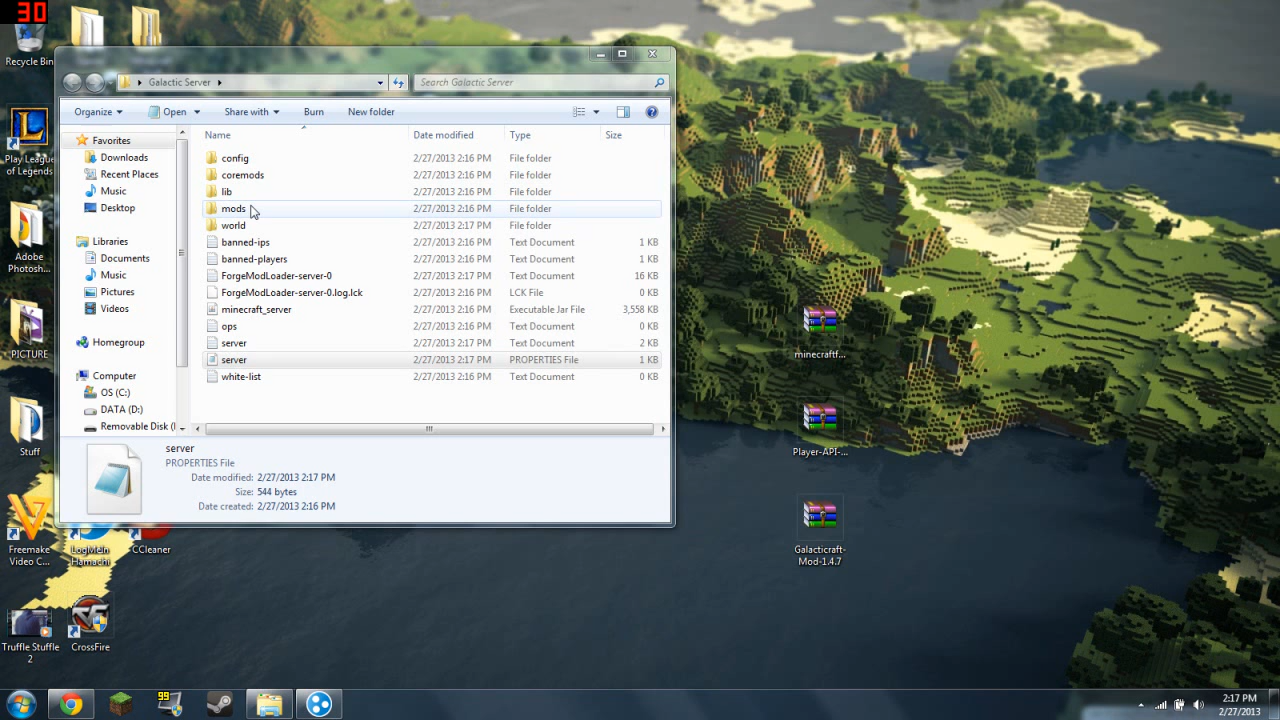 30
Recycle Bin
Play League
of Legends
Adobe
Photosh...
PICTURE
Stuff
Freemake
Video C...
LogMeIn
Hamachi
CCleaner
Truffle Stuffle
2
CrossFire
Galactic Server
Search Galactic Server
Organize
Open
Share with
Burn
New folder
Favorites
Downloads
Recent Places
Music
Desktop
Libraries
Documents
Music
Pictures
Videos
Homegroup
Computer
OS (C:)
DATA (D:)
Removable Disk (
Name Date modified Type Size
config 2/27/2013 2:16 PM File folder
coremods 2/27/2013 2:16 PM File folder
lib 2/27/2013 2:16 PM File folder
mods 2/27/2013 2:16 PM File folder
world 2/27/2013 2:17 PM File folder
banned-ips 2/27/2013 2:16 PM Text Document 1 KB
banned-players 2/27/2013 2:16 PM Text Document 1 KB
ForgeModLoader-server-0 2/27/2013 2:17 PM Text Document 16 KB
ForgeModLoader-server-0.log.lck 2/27/2013 2:16 PM LCK File 0 KB
minecraft_server 2/27/2013 2:16 PM Executable Jar File 3,558 KB
ops 2/27/2013 2:16 PM Text Document 0 KB
server 2/27/2013 2:17 PM Text Document 2 KB
server 2/27/2013 2:17 PM PROPERTIES File 1 KB
white-list 2/27/2013 2:16 PM Text Document 0 KB
server
PROPERTIES File
Date modified: 2/27/2013 2:17 PM
Size: 544 bytes
Date created: 2/27/2013 2:16 PM
minecraftf...
Player-API-...
Galacticraft-
Mod-1.4.7
99
2:17 PM
2/27/2013